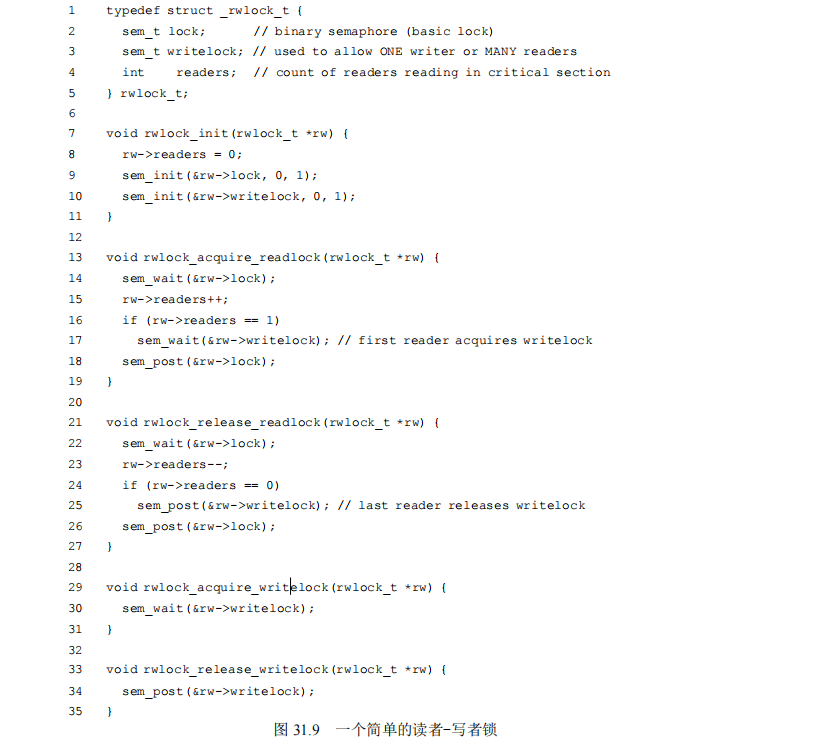 1 typedef struct _rwlock_t {
2 sem_t lock; // binary semaphore (basic lock)
3 sem_t writelock; // used to allow ONE writer or MANY readers
4 int readers; // count of readers reading in critical section
5 } rwlock_t;
6
7 void rwlock_init(rwlock_t *rw) {
8 rw->readers = 0;
9 sem_init(&rw->lock, 0, 1);
10 sem_init(&rw->writelock, 0, 1);
11 }
12
13 void rwlock_acquire_readlock(rwlock_t *rw) {
14 sem_wait(&rw->lock);
15 rw->readers++;
16 if (rw->readers == 1)
17 sem_wait(&rw->writelock); // first reader acquires writelock
18 sem_post(&rw->lock);
19 }
20
21 void rwlock_release_readlock(rwlock_t *rw) {
22 sem_wait(&rw->lock);
23 rw->readers--;
24 if (rw->readers == 0)
25 sem_post(&rw->writelock); // last reader releases writelock
26 sem_post(&rw->lock);
27 }
28
29 void rwlock_acquire_writelock(rwlock_t *rw) {
30 sem_wait(&rw->writelock);
31 }
32
33 void rwlock_release_writelock(rwlock_t *rw) {
34 sem_post(&rw->writelock);
35 }
图 31.9 一个简单的读者-写者锁